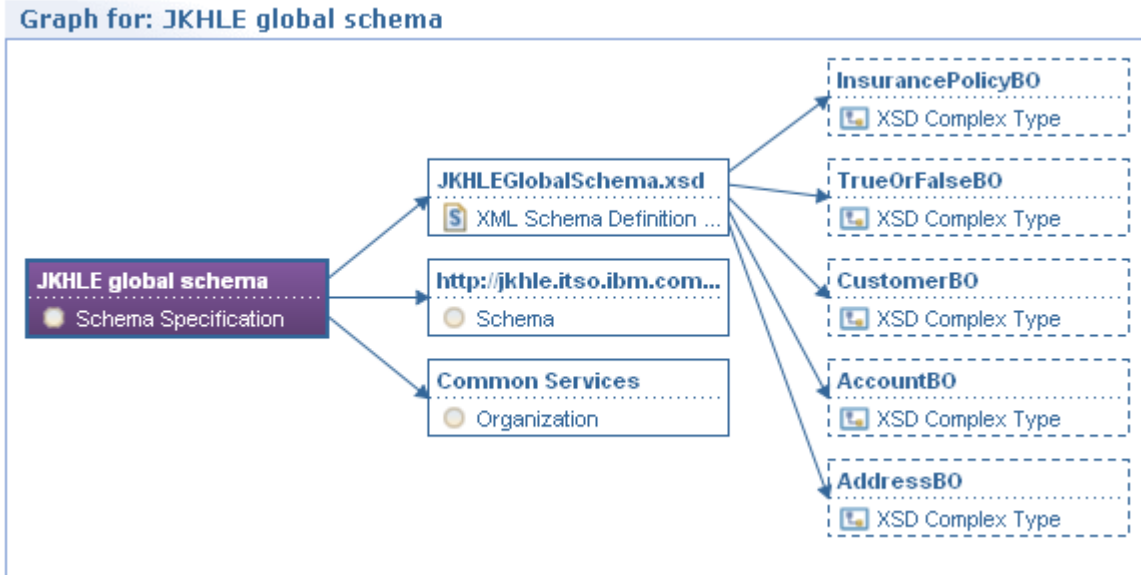 Graph for: JKHLE global schema
InsurancePolicyBO
XSD Complex Type
JKHLEGlobalSchema.xsd
XML Schema Definition ...
TrueOrFalseBO
XSD Complex Type
JKHLE global schema
Schema Specification
http://jkhle.itso.ibm.com...
Schema
CustomerBO
XSD Complex Type
Common Services
Organization
AccountBO
XSD Complex Type
AddressBO
XSD Complex Type